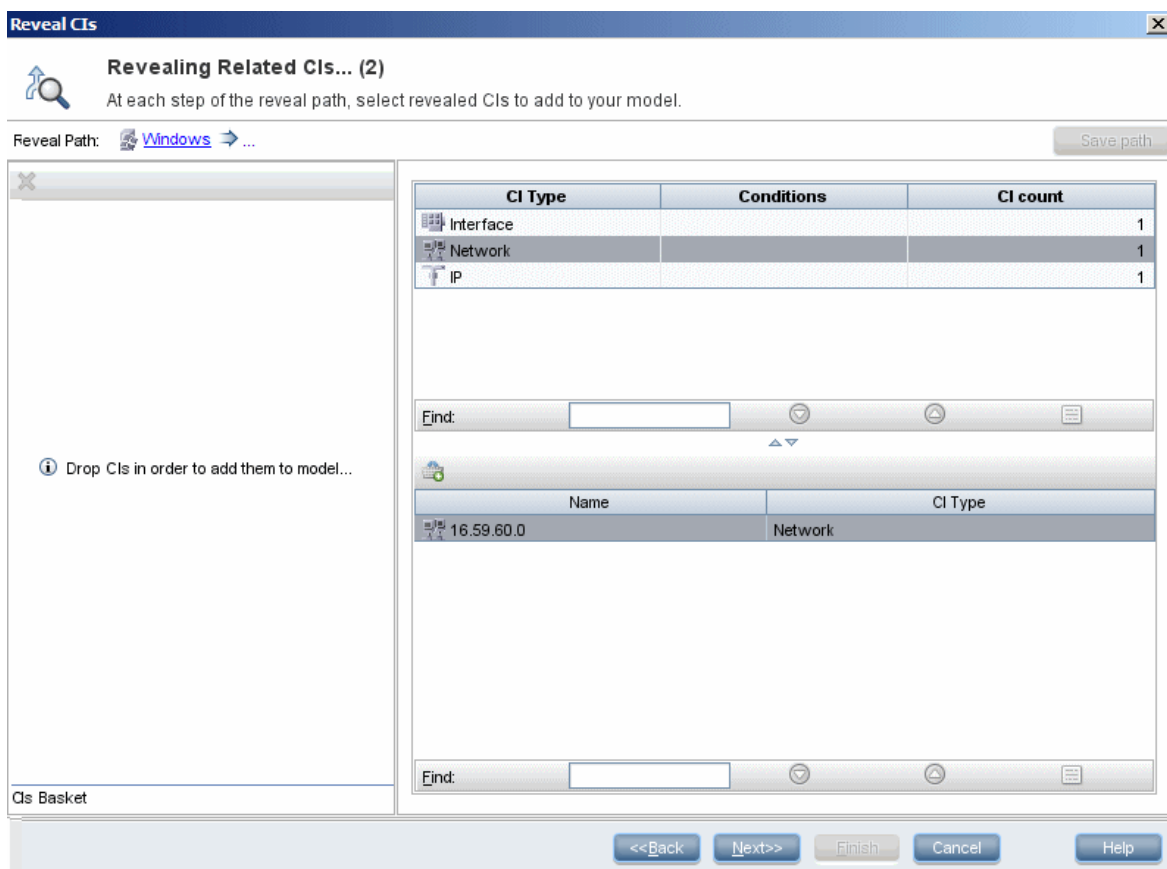 Reveal CIs
Revealing Related CIs... (2)
At each step of the reveal path, select revealed CIs to add to your model.
Reveal Path: Windows ...
Save path
CI Type Conditions CI count
Interface 1
Network 1
IP 1
Find:
Drop CIs in order to add them to model...
Name CI Type
16.59.60.0 Network
Find:
CIs Basket
<<Back Next>> Finish Cancel Help